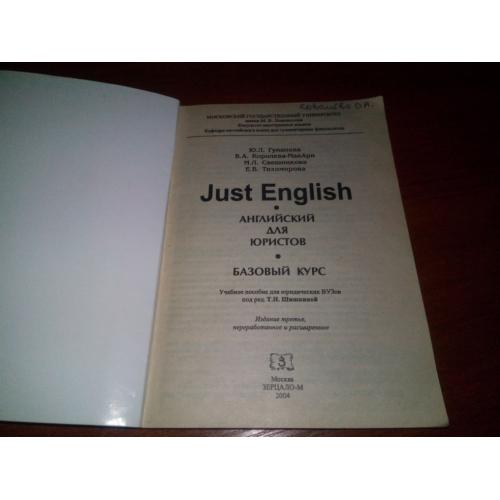 МОСКОВСКИЙ ГОСУДАРСТВЕННЫЙ УНИВЕРСИТЕТ
имени М. В. Ломоносова
Факультет иностранных языков
Кафедра английского языка для гуманитарных факультетов
Ю.Л. Гуманова
В.А. Королева-МакАри
М.Л. Свешникова
Е.В. Тихомирова
Just English
•
АНГЛИЙСКИЙ
ДЛЯ
ЮРИСТОВ
•
БАЗОВЫЙ КУРС
Учебное пособие для юридических ВУЗов
под ред. Т.Н. Шишкиной
Издание третье,
переработанное и расширенное
Москва
ЗЕРЦАЛО-М
2004